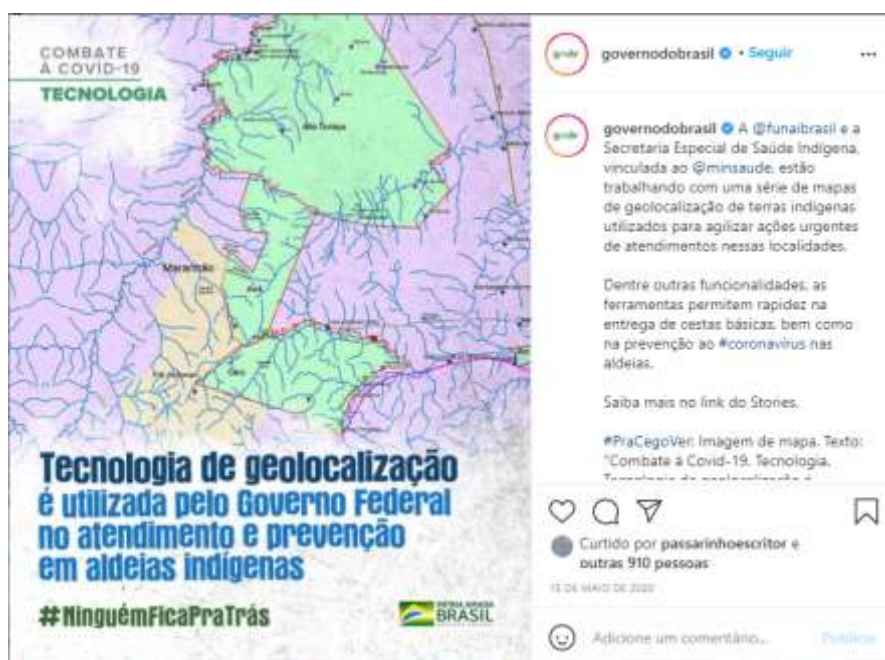 COMBATE
À COVID-19
TECNOLOGIA
Maranhão
Tecnologia de geolocalização
é utilizada pelo Governo Federal
no atendimento e prevenção
em aldeias indígenas
#NinguémFicaPraTrás
PÁTRIA AMADA
BRASIL
governodobrasil • Seguir
governodobrasil A @funaibrasil e a
Secretaria Especial de Saúde Indígena,
vinculada ao @minsaude, estão
trabalhando com uma série de mapas
de geolocalização de terras indígenas
utilizados para agilizar ações urgentes
de atendimentos nessas localidades.
Dentre outras funcionalidades, as
ferramentas permitem rapidez na
entrega de cestas básicas, bem como
na prevenção ao #coronavírus nas
aldeias.
Saiba mais no link do Stories.
#PraCegoVer: Imagem de mapa. Texto:
"Combate à Covid-19. Tecnologia.
Tecnologia de geolocalização é
Curtido por passarinhoescritor e
outras 910 pessoas
15 DE MAIO DE 2020
Adicione um comentário... Publicar